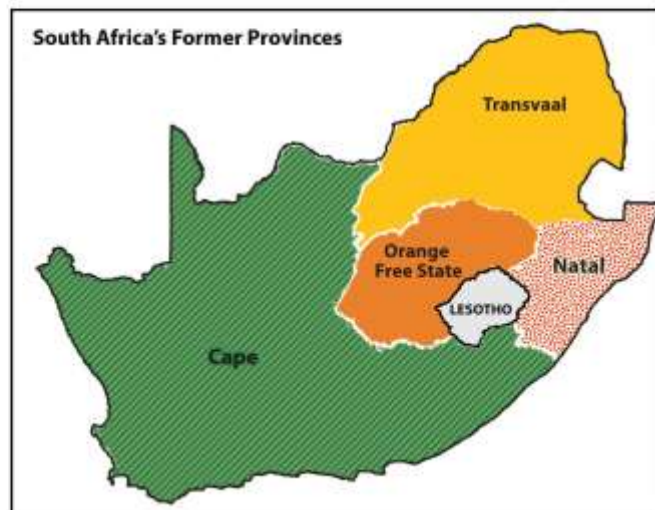 South Africa's Former Provinces
Transvaal
Orange
Free State
Natal
LESOTHO
Cape